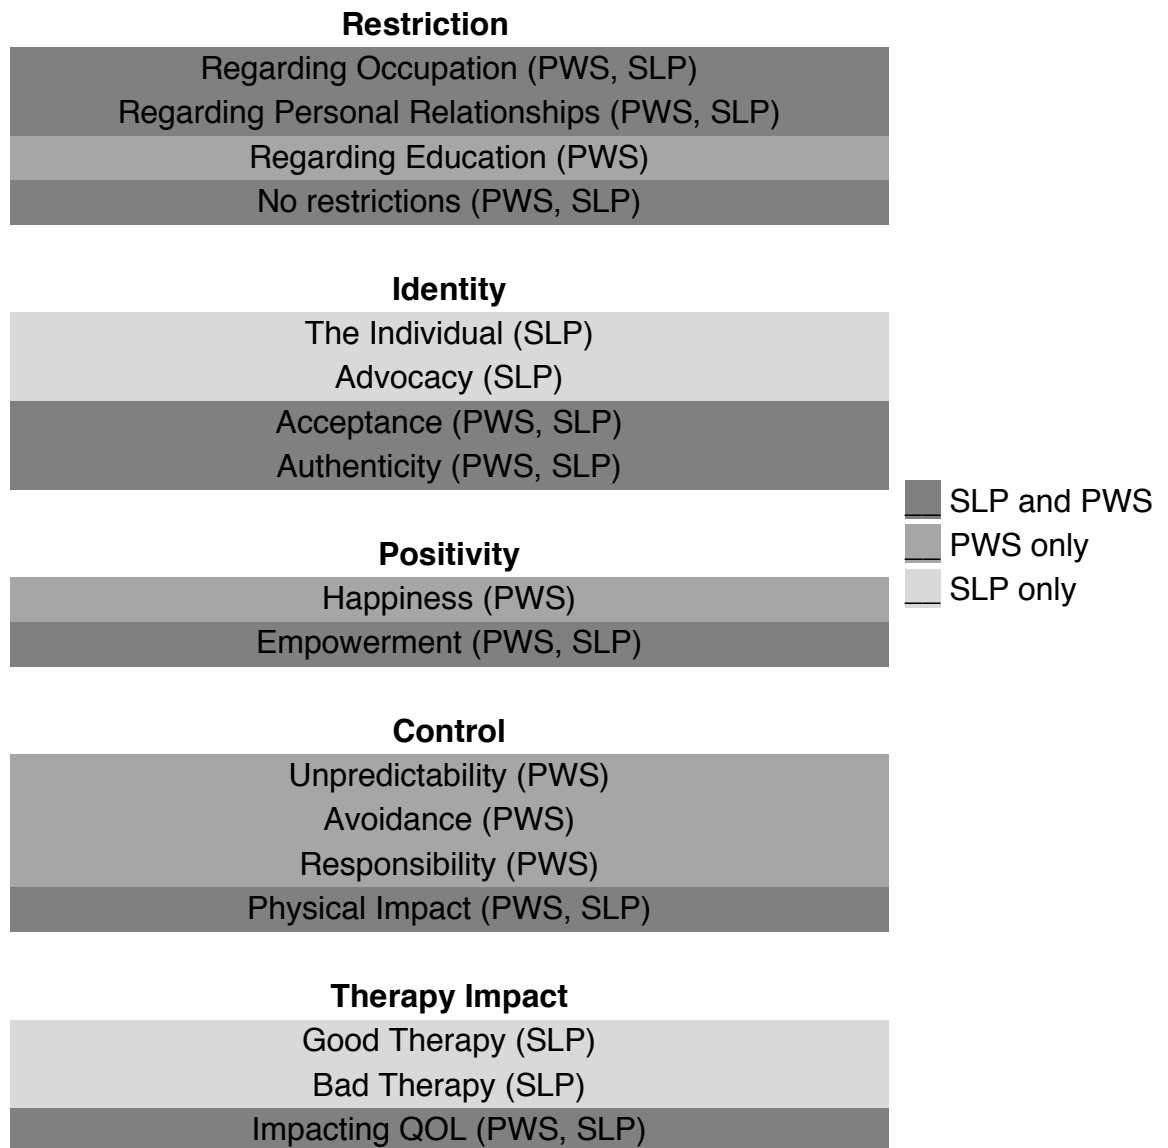 Restriction
Regarding Occupation (PWS, SLP)
Regarding Personal Relationships (PWS, SLP)
Regarding Education (PWS)
No restrictions (PWS, SLP)
Identity
The Individual (SLP)
Advocacy (SLP)
Acceptance (PWS, SLP)
Authenticity (PWS, SLP)
Positivity
Happiness (PWS)
Empowerment (PWS, SLP)
Control
Unpredictability (PWS)
Avoidance (PWS)
Responsibility (PWS)
Physical Impact (PWS, SLP)
Therapy Impact
Good Therapy (SLP)
Bad Therapy (SLP)
Impacting QOL (PWS, SLP)
__ SLP and PWS
__ PWS only
__ SLP only